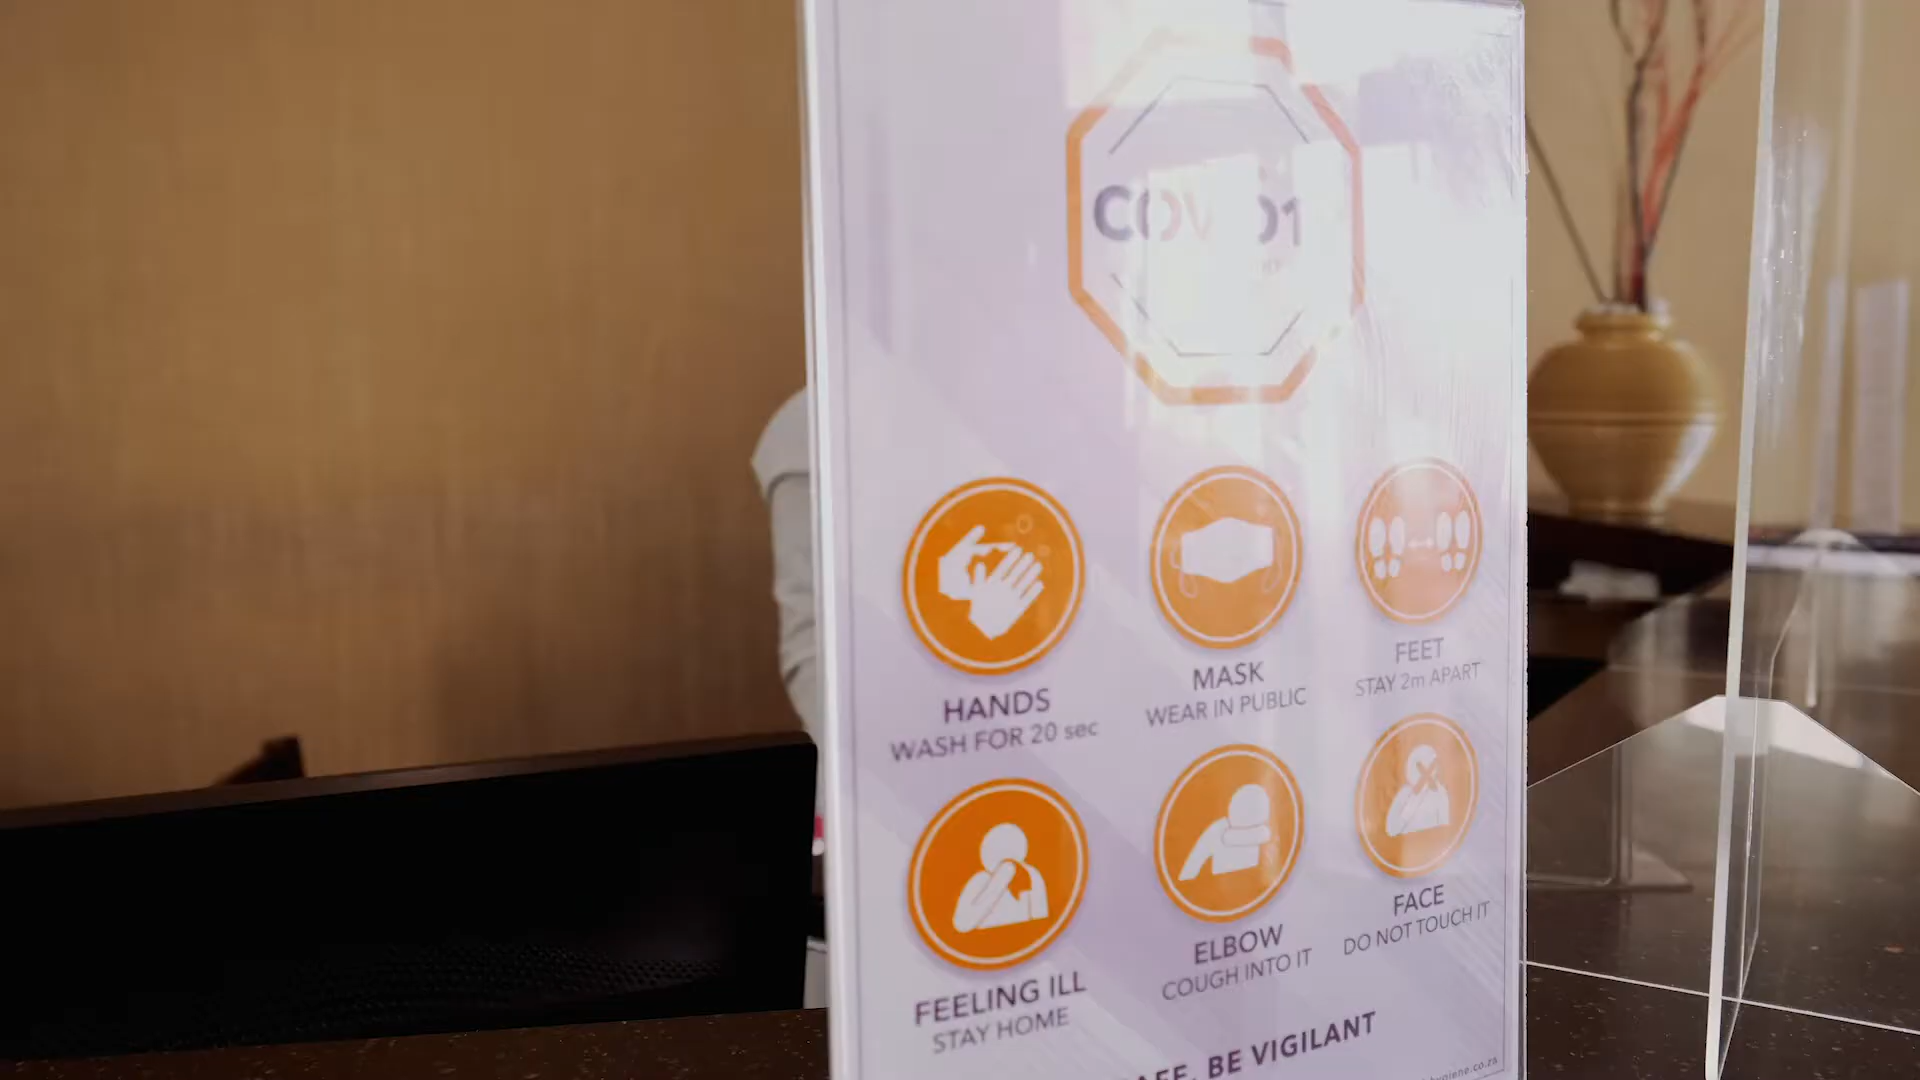 HANDS
WASH FOR 20 sec
MASK
WEAR IN PUBLIC
FEET
STAY 2m APART
FEELING ILL
STAY HOME
ELBOW
COUGH INTO IT
FACE
DO NOT TOUCH IT
BE VIGILANT